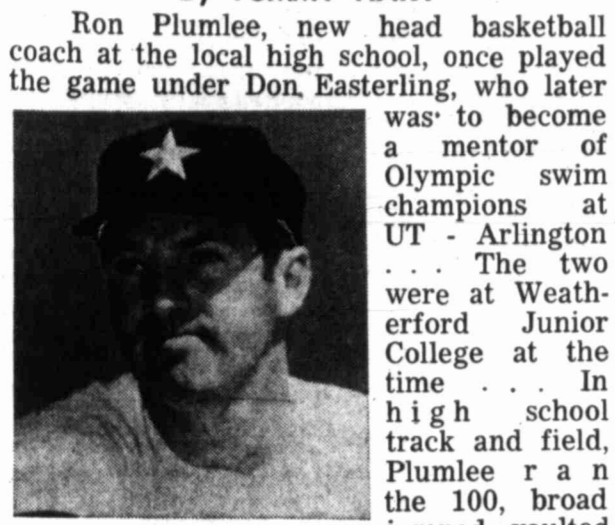 Ron Plumlee, new head basketball
coach at the local high school, once played
the game under Don Easterling, who later
was to become
a mentor of
Olympic swim
champions at
UT - Arlington
. . . The two
were at Weath-
erford Junior
College at the
time . . . In
high school
track and field,
Plumlee ran
the 100, broad